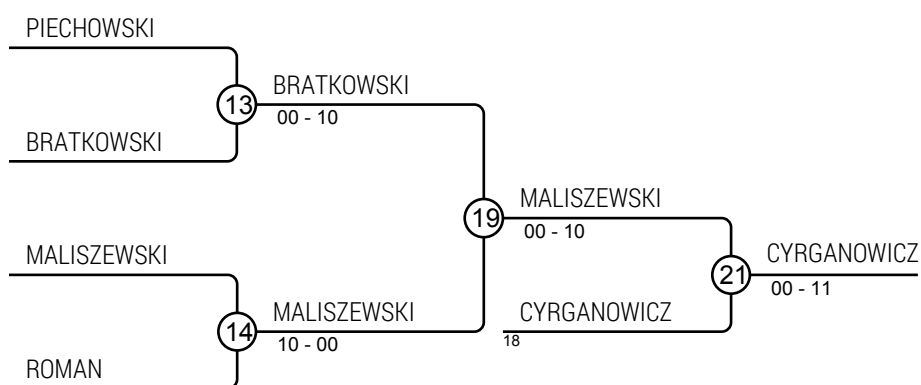 PIECHOWSKI
13
BRATKOWSKI
00 - 10
BRATKOWSKI
19
MALISZEWSKI
00 - 10
MALISZEWSKI
21
CYRGANOWICZ
00 - 11
14
MALISZEWSKI
10 - 00
CYRGANOWICZ
18
ROMAN